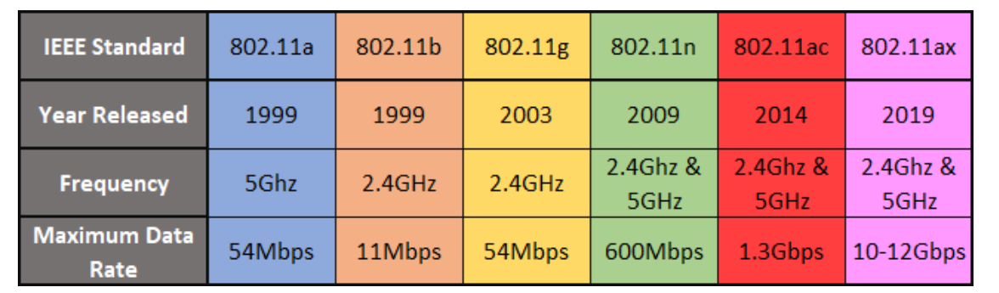 IEEE Standard 802.11a 802.11b 802.11g 802.11n 802.11ac 802.11ax
Year Released 1999 1999 2003 2009 2014 2019
Frequency 5Ghz 2.4GHz 2.4GHz 2.4Ghz & 5GHz 2.4Ghz & 5GHz 2.4Ghz & 5GHz
Maximum Data Rate 54Mbps 11Mbps 54Mbps 600Mbps 1.3Gbps 10-12Gbps